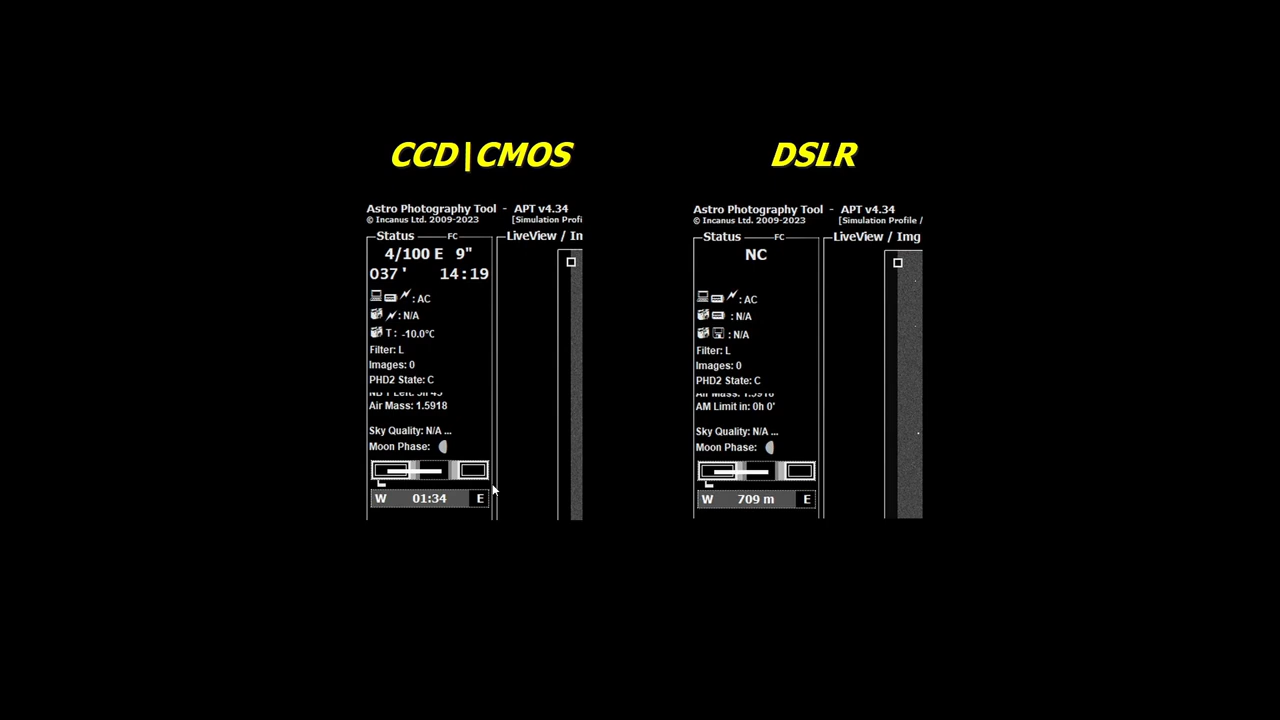 CCD|CMOS
Astro Photography Tool - APT v4.34
© Incanus Ltd. 2009-2023 [Simulation Profi
Status FC LiveView / In
4/100 E 9"
037 ' 14:19
: AC
: N/A
T : -10.0°C
Filter: L
Images: 0
PHD2 State: C
Air Mass: 1.5918
Sky Quality: N/A ...
Moon Phase:
W 01:34 E
DSLR
Astro Photography Tool - APT v4.34
© Incanus Ltd. 2009-2023 [Simulation Profile /
Status FC LiveView / Img
NC
: AC
: N/A
: N/A
Filter: L
Images: 0
PHD2 State: C
Air Mass: 1.5916
AM Limit in: 0h 0'
Sky Quality: N/A ...
Moon Phase:
W 709 m E